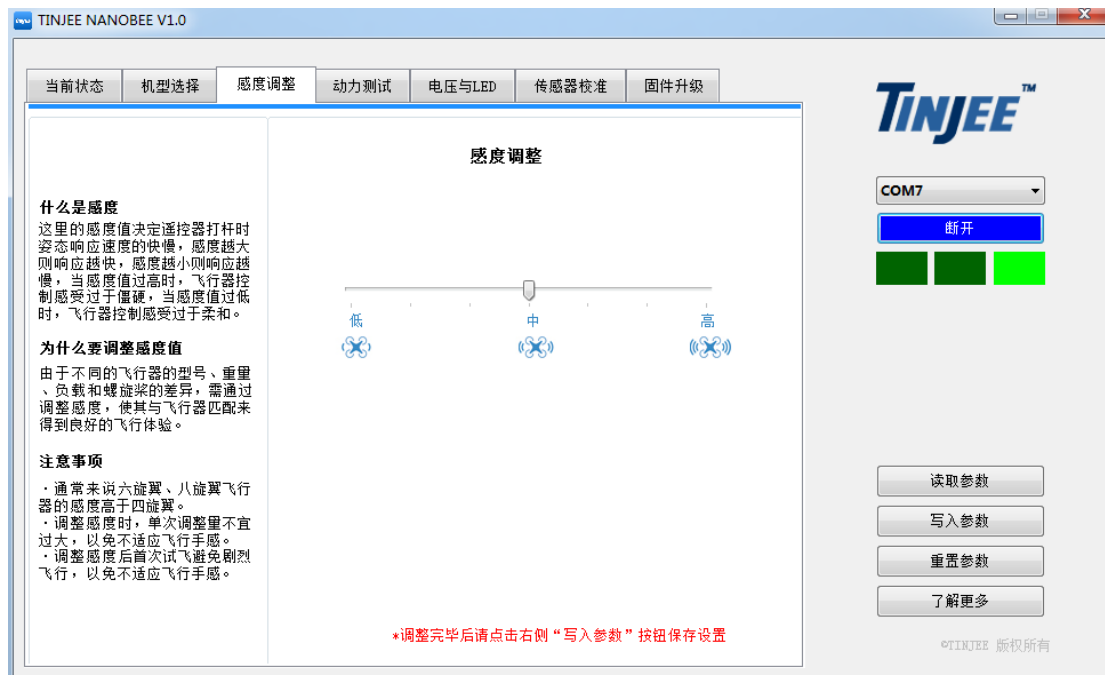 TINJEE NANOBEE V1.0
当前状态
机型选择
感度调整
动力测试
电压与LED
传感器校准
固件升级
TINJEE™
COM7
断开
感度调整
什么是感度
这里的感度值决定遥控器打杆时
姿态响应速度的快慢，感度越大
则响应越快，感度越小则响应越
慢，当感度值过高时，飞行器控
制感受过于僵硬，当感度值过低
时，飞行器控制感受过于柔和。
为什么要调整感度值
由于不同的飞行器的型号、重量
、负载和螺旋桨的差异，需通过
调整感度，使其与飞行器匹配来
得到良好的飞行体验。
注意事项
·通常来说六旋翼、八旋翼飞行
器的感度高于四旋翼。
·调整感度时，单次调整量不宜
过大，以免不适应飞行手感。
·调整感度后首次试飞避免剧烈
飞行，以免不适应飞行手感。
低
中
高
*调整完毕后请点击右侧“写入参数”按钮保存设置
读取参数
写入参数
重置参数
了解更多
©TINJEE 版权所有